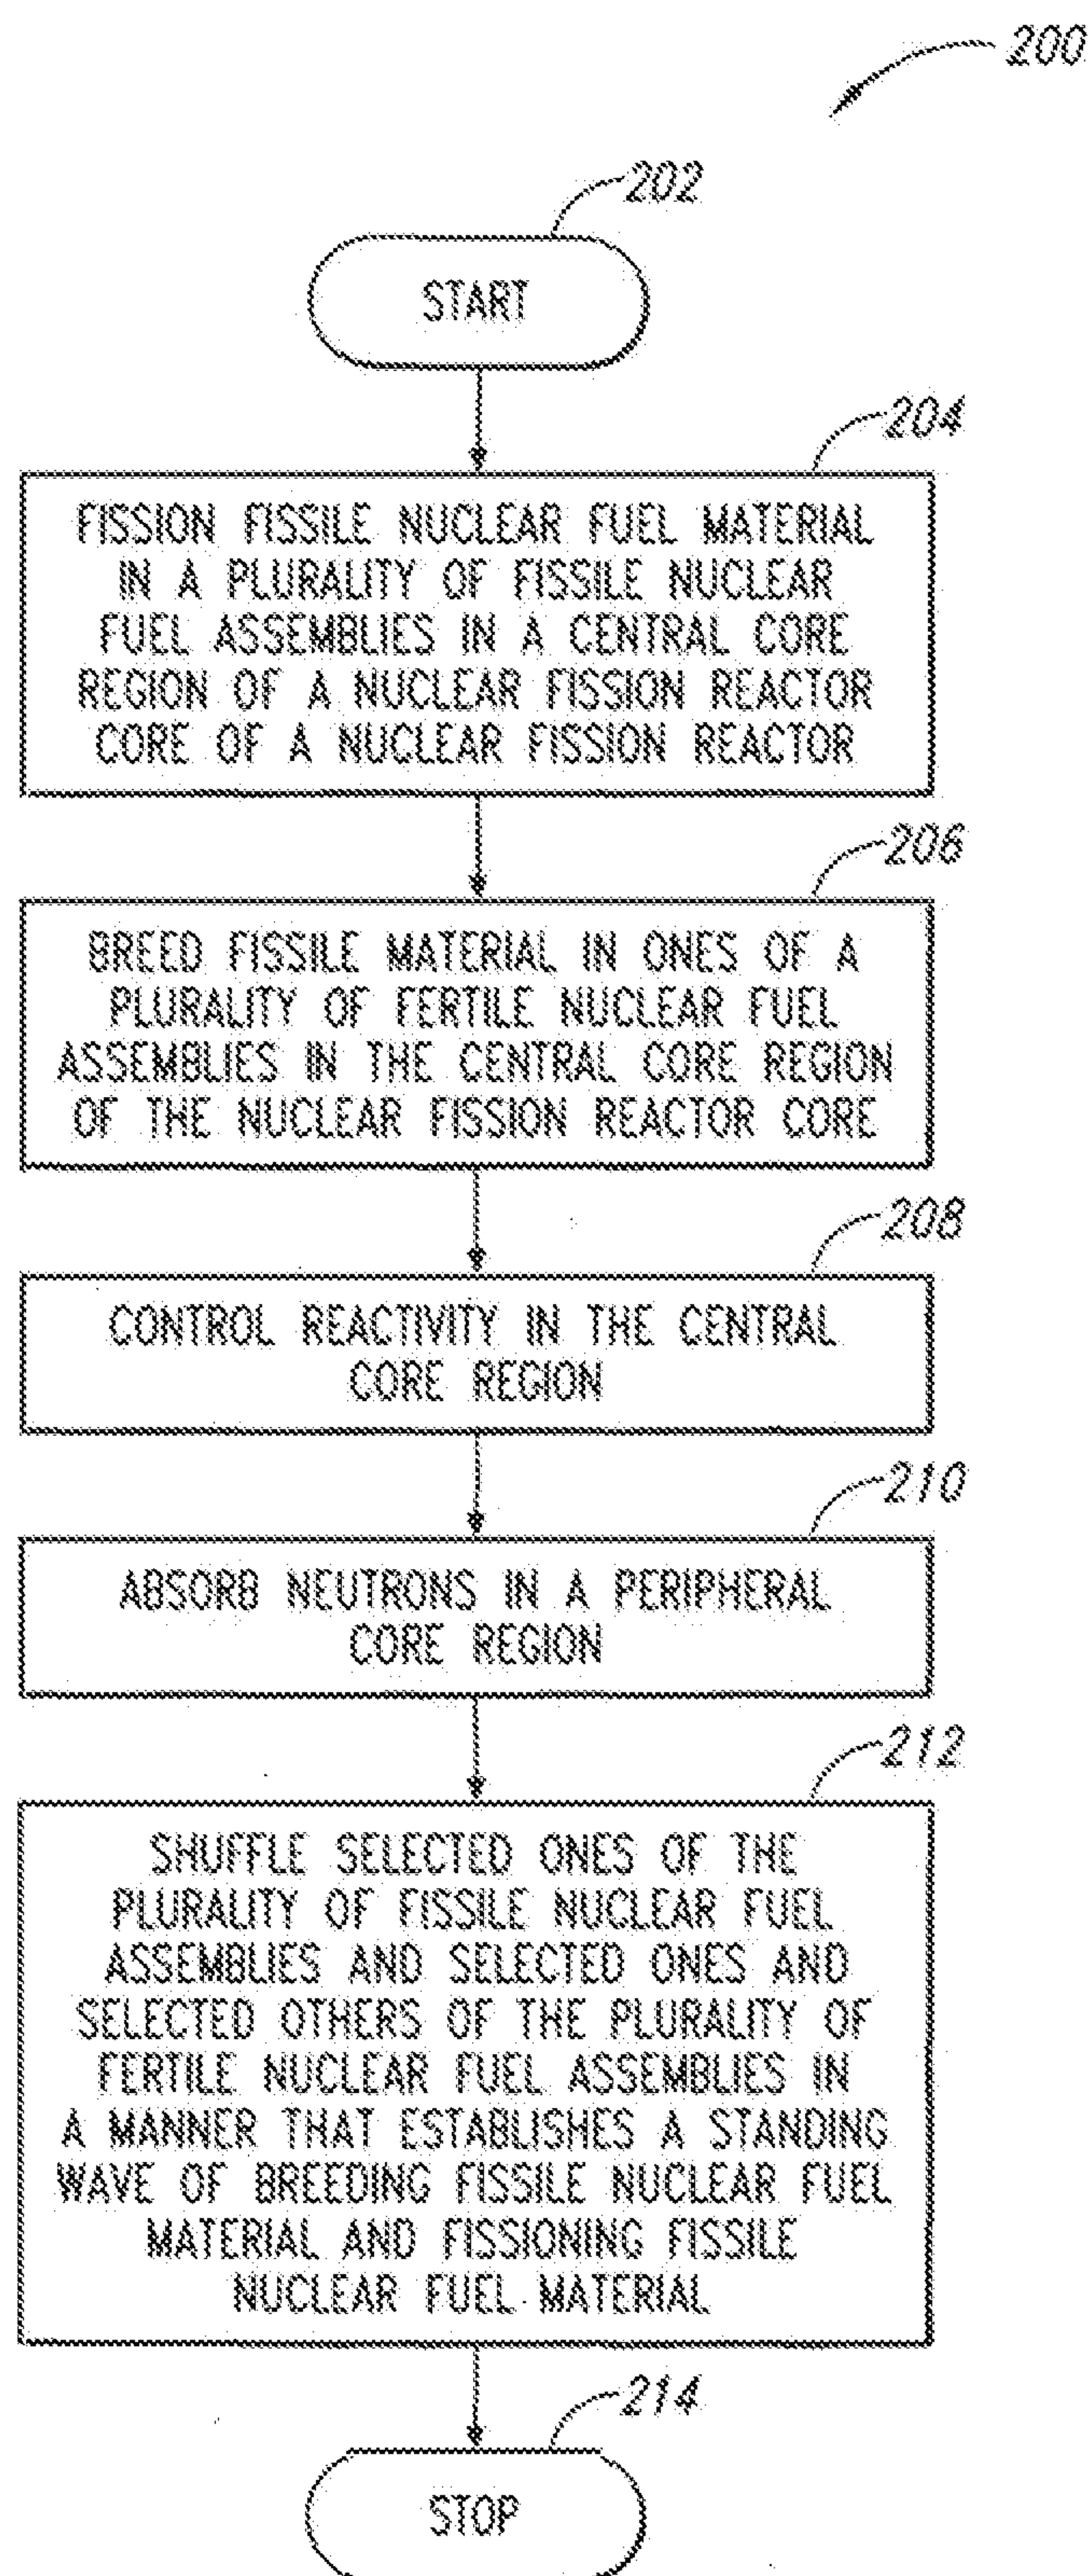 200
202
START
204
FISSION FISSILE NUCLEAR FUEL MATERIAL
IN A PLURALITY OF FISSILE NUCLEAR
FUEL ASSEMBLIES IN A CENTRAL CORE
REGION OF A NUCLEAR FISSION REACTOR
CORE OF A NUCLEAR FISSION REACTOR
206
BREED FISSILE MATERIAL IN ONES OF A
PLURALITY OF FERTILE NUCLEAR FUEL
ASSEMBLIES IN THE CENTRAL CORE REGION
OF THE NUCLEAR FISSION REACTOR CORE
208
CONTROL REACTIVITY IN THE CENTRAL
CORE REGION
210
ABSORB NEUTRONS IN A PERIPHERAL
CORE REGION
212
SHUFFLE SELECTED ONES OF THE
PLURALITY OF FISSILE NUCLEAR FUEL
ASSEMBLIES AND SELECTED ONES AND
SELECTED OTHERS OF THE PLURALITY OF
FERTILE NUCLEAR FUEL ASSEMBLIES IN
A MANNER THAT ESTABLISHES A STANDING
WAVE OF BREEDING FISSILE NUCLEAR FUEL
MATERIAL AND FISSIONING FISSILE
NUCLEAR FUEL MATERIAL
214
STOP